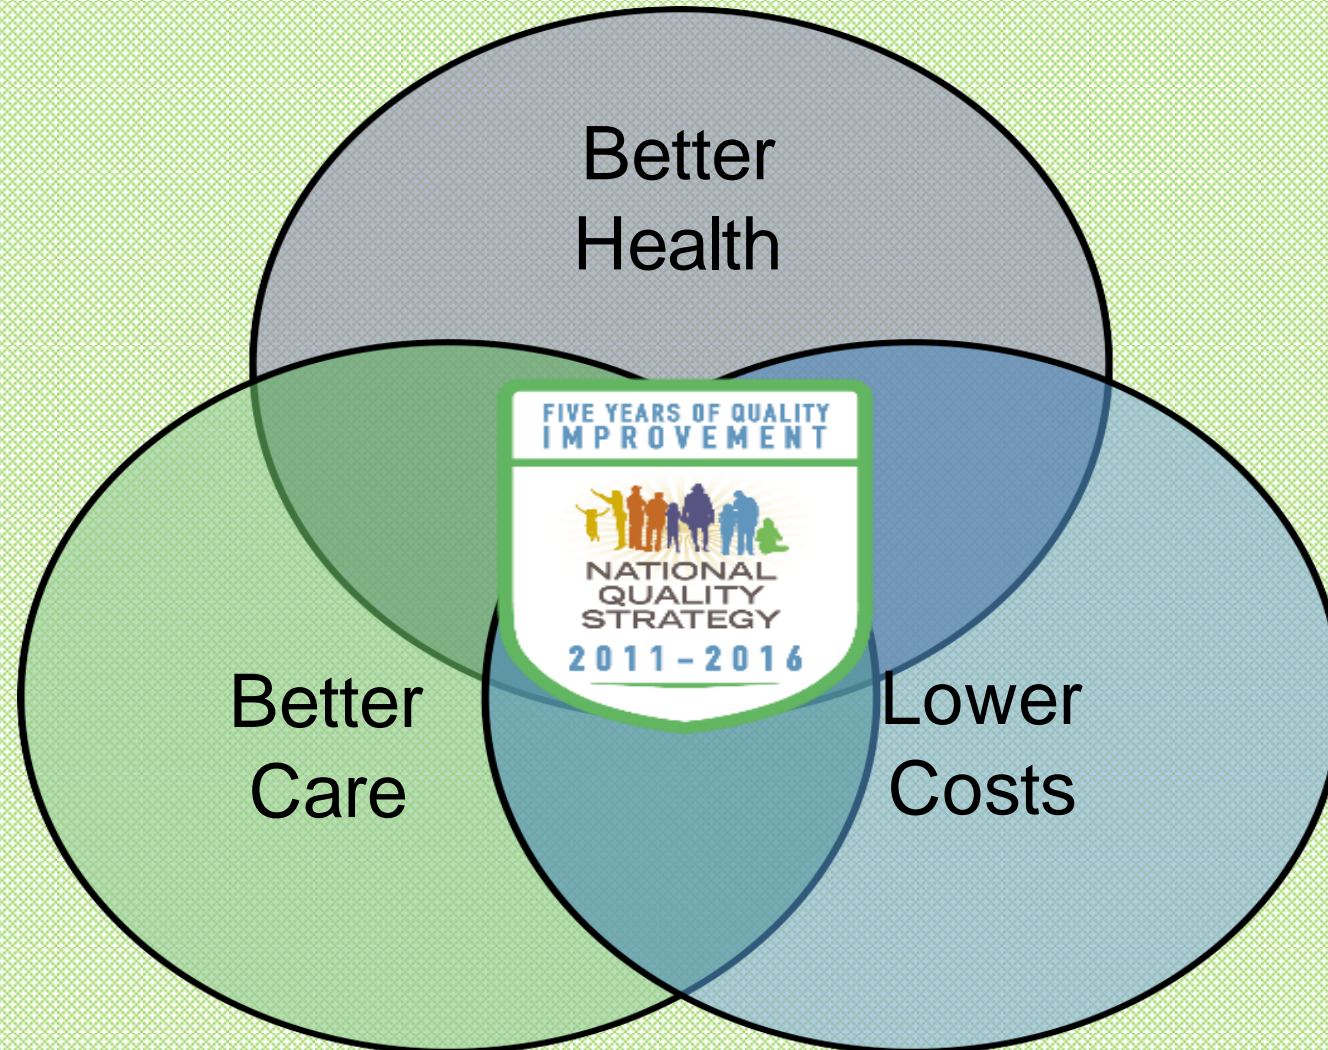 Better
Health
FIVE YEARS OF QUALITY
IMPROVEMENT
NATIONAL
QUALITY
STRATEGY
2011–2016
Better
Care
Lower
Costs